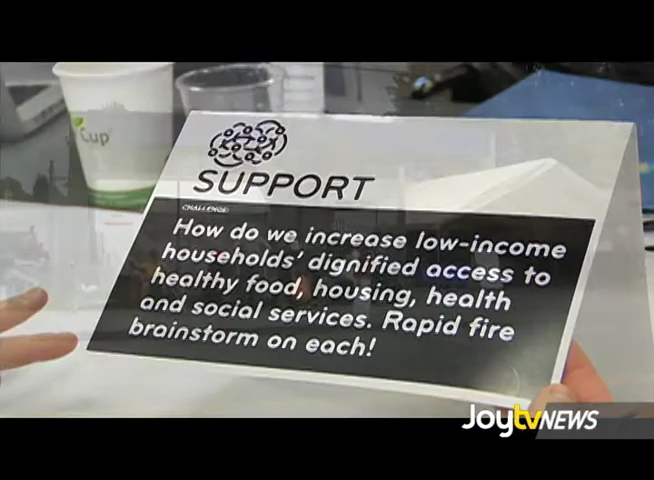 Cup
SUPPORT
CHALLENGE:
How do we increase low-income
households' dignified access to
healthy food, housing, health
and social services. Rapid fire
brainstorm on each!
JoytvNEWS